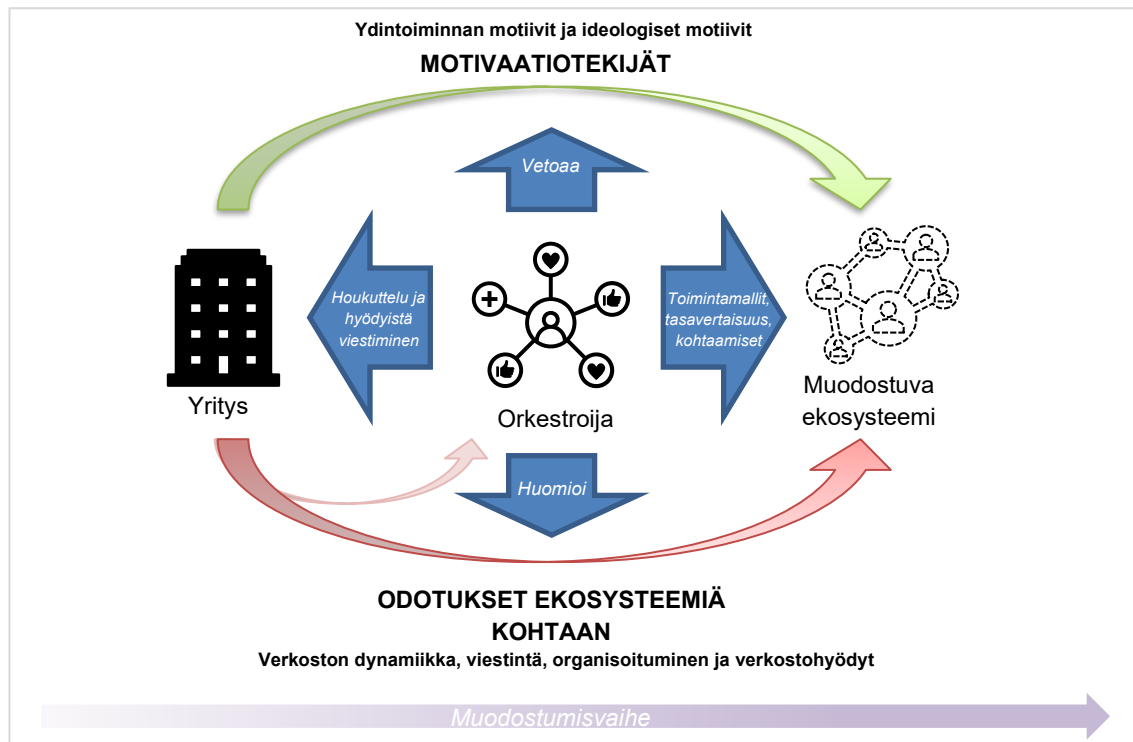 Ydintoiminnan motiivit ja ideologiset motiivit
MOTIVAATIOTEKIJÄT
Vetoaa
Houkuttelu ja
hyödyistä
viestiminen
Toimintamallit,
tasavertaisuus,
kohtaamiset
Yritys
Orkestroija
Muodostuva
ekosysteemi
Huomioi
ODOTUKSET EKOSYSTEEMIÄ
KOHTAAN
Verkoston dynamiikka, viestintä, organisoituminen ja verkostohyödyt
Muodostumisvaihe